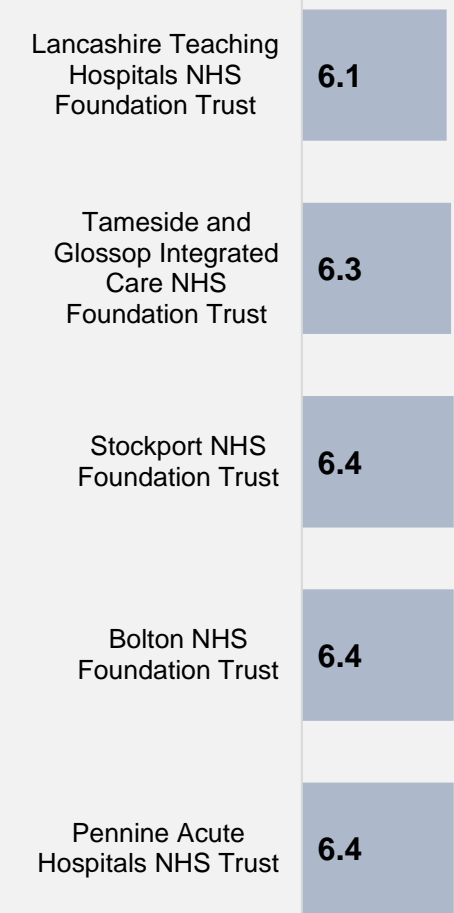 Lancashire Teaching
Hospitals NHS
Foundation Trust
6.1
Tameside and
Glossop Integrated
Care NHS
Foundation Trust
6.3
Stockport NHS
Foundation Trust
6.4
Bolton NHS
Foundation Trust
6.4
Pennine Acute
Hospitals NHS Trust
6.4